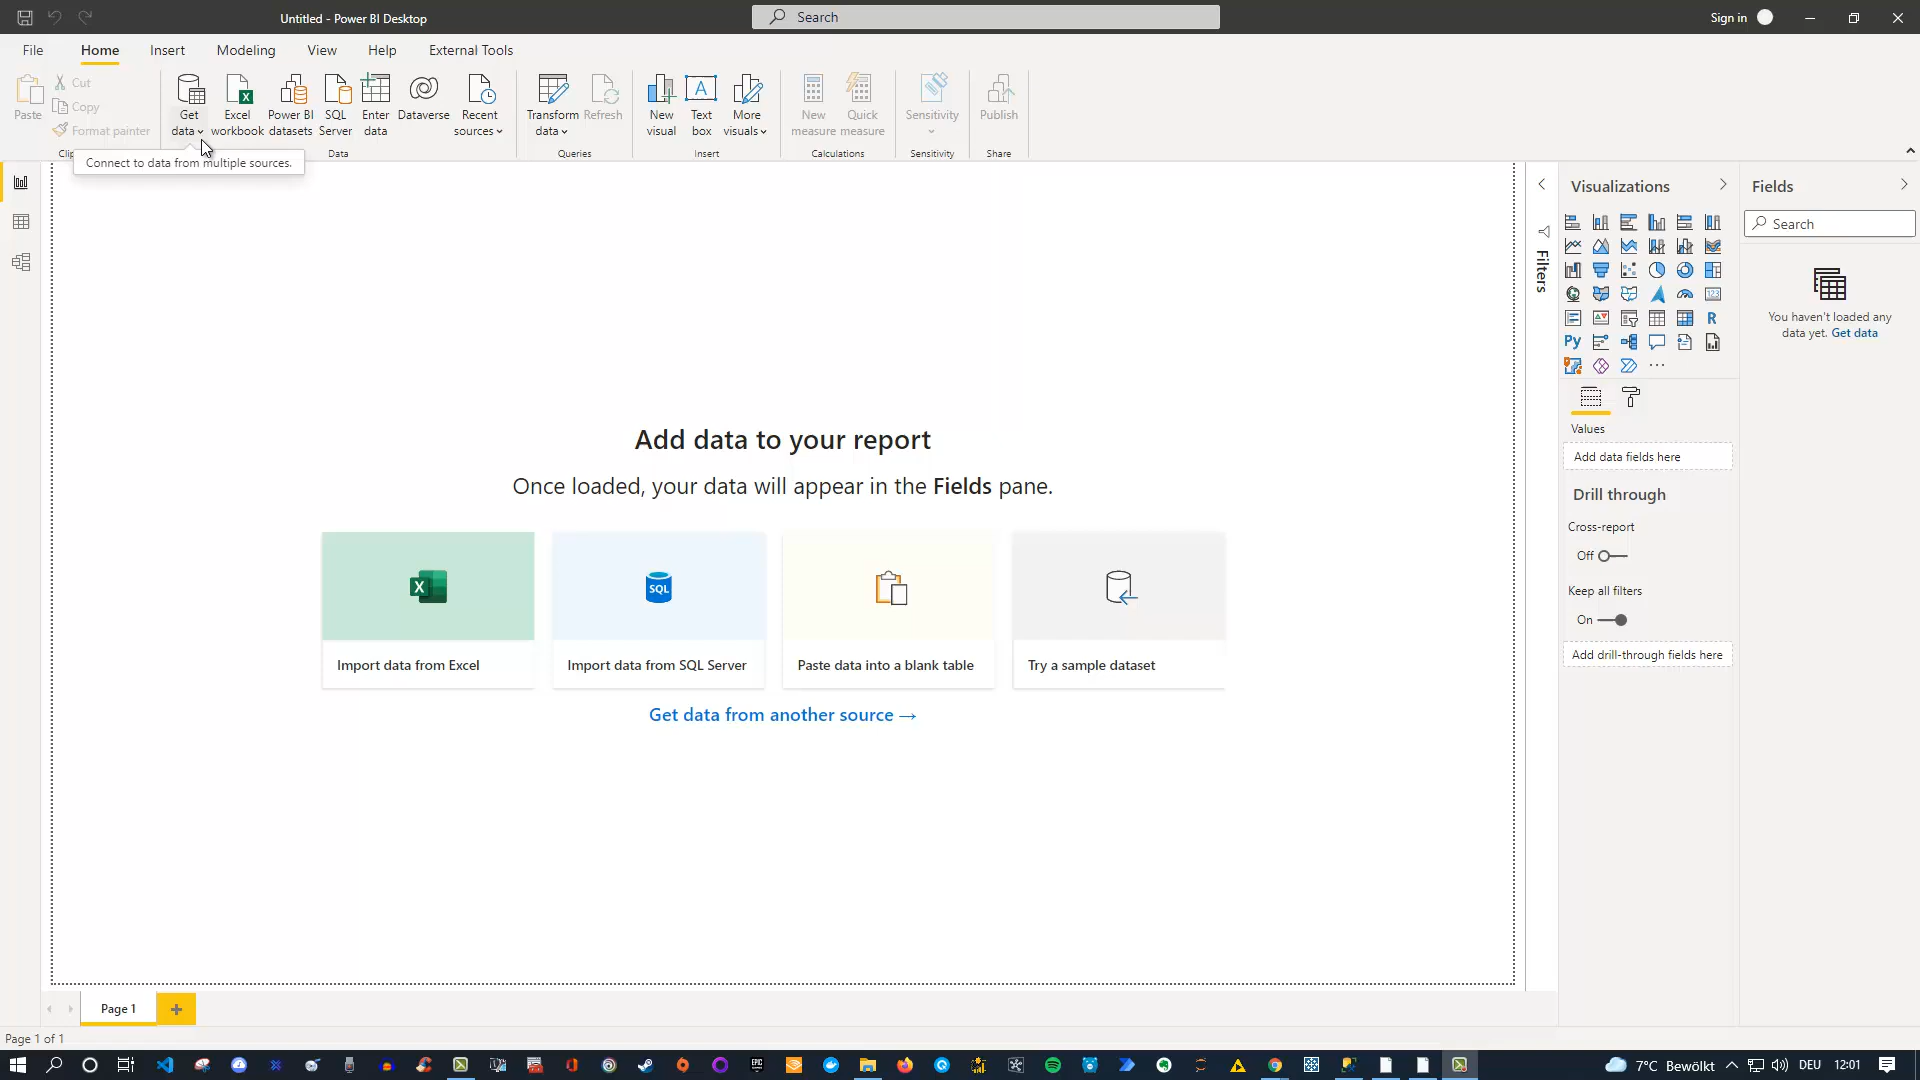 Untitled - Power BI Desktop
Search
Sign in
File Home Insert Modeling View Help External Tools
Paste
Cut
Copy
Format painter
Get data
Excel workbook
Power BI datasets
SQL Server
Enter data
Dataverse
Recent sources
Transform data
Refresh
New visual
Text box
More visuals
New measure
Quick measure
Sensitivity
Publish
Data
Queries
Insert
Calculations
Sensitivity
Share
Connect to data from multiple sources.
Filters
Visualizations
R
Py
123
Values
Add data fields here
Drill through
Cross-report
Off
Keep all filters
On
Add drill-through fields here
Fields
Search
You haven't loaded any
data yet. Get data
Add data to your report
Once loaded, your data will appear in the Fields pane.
SQL
Import data from Excel
Import data from SQL Server
Paste data into a blank table
Try a sample dataset
Get data from another source →
Page 1
Page 1 of 1
7°C Bewölkt
DEU
12:01